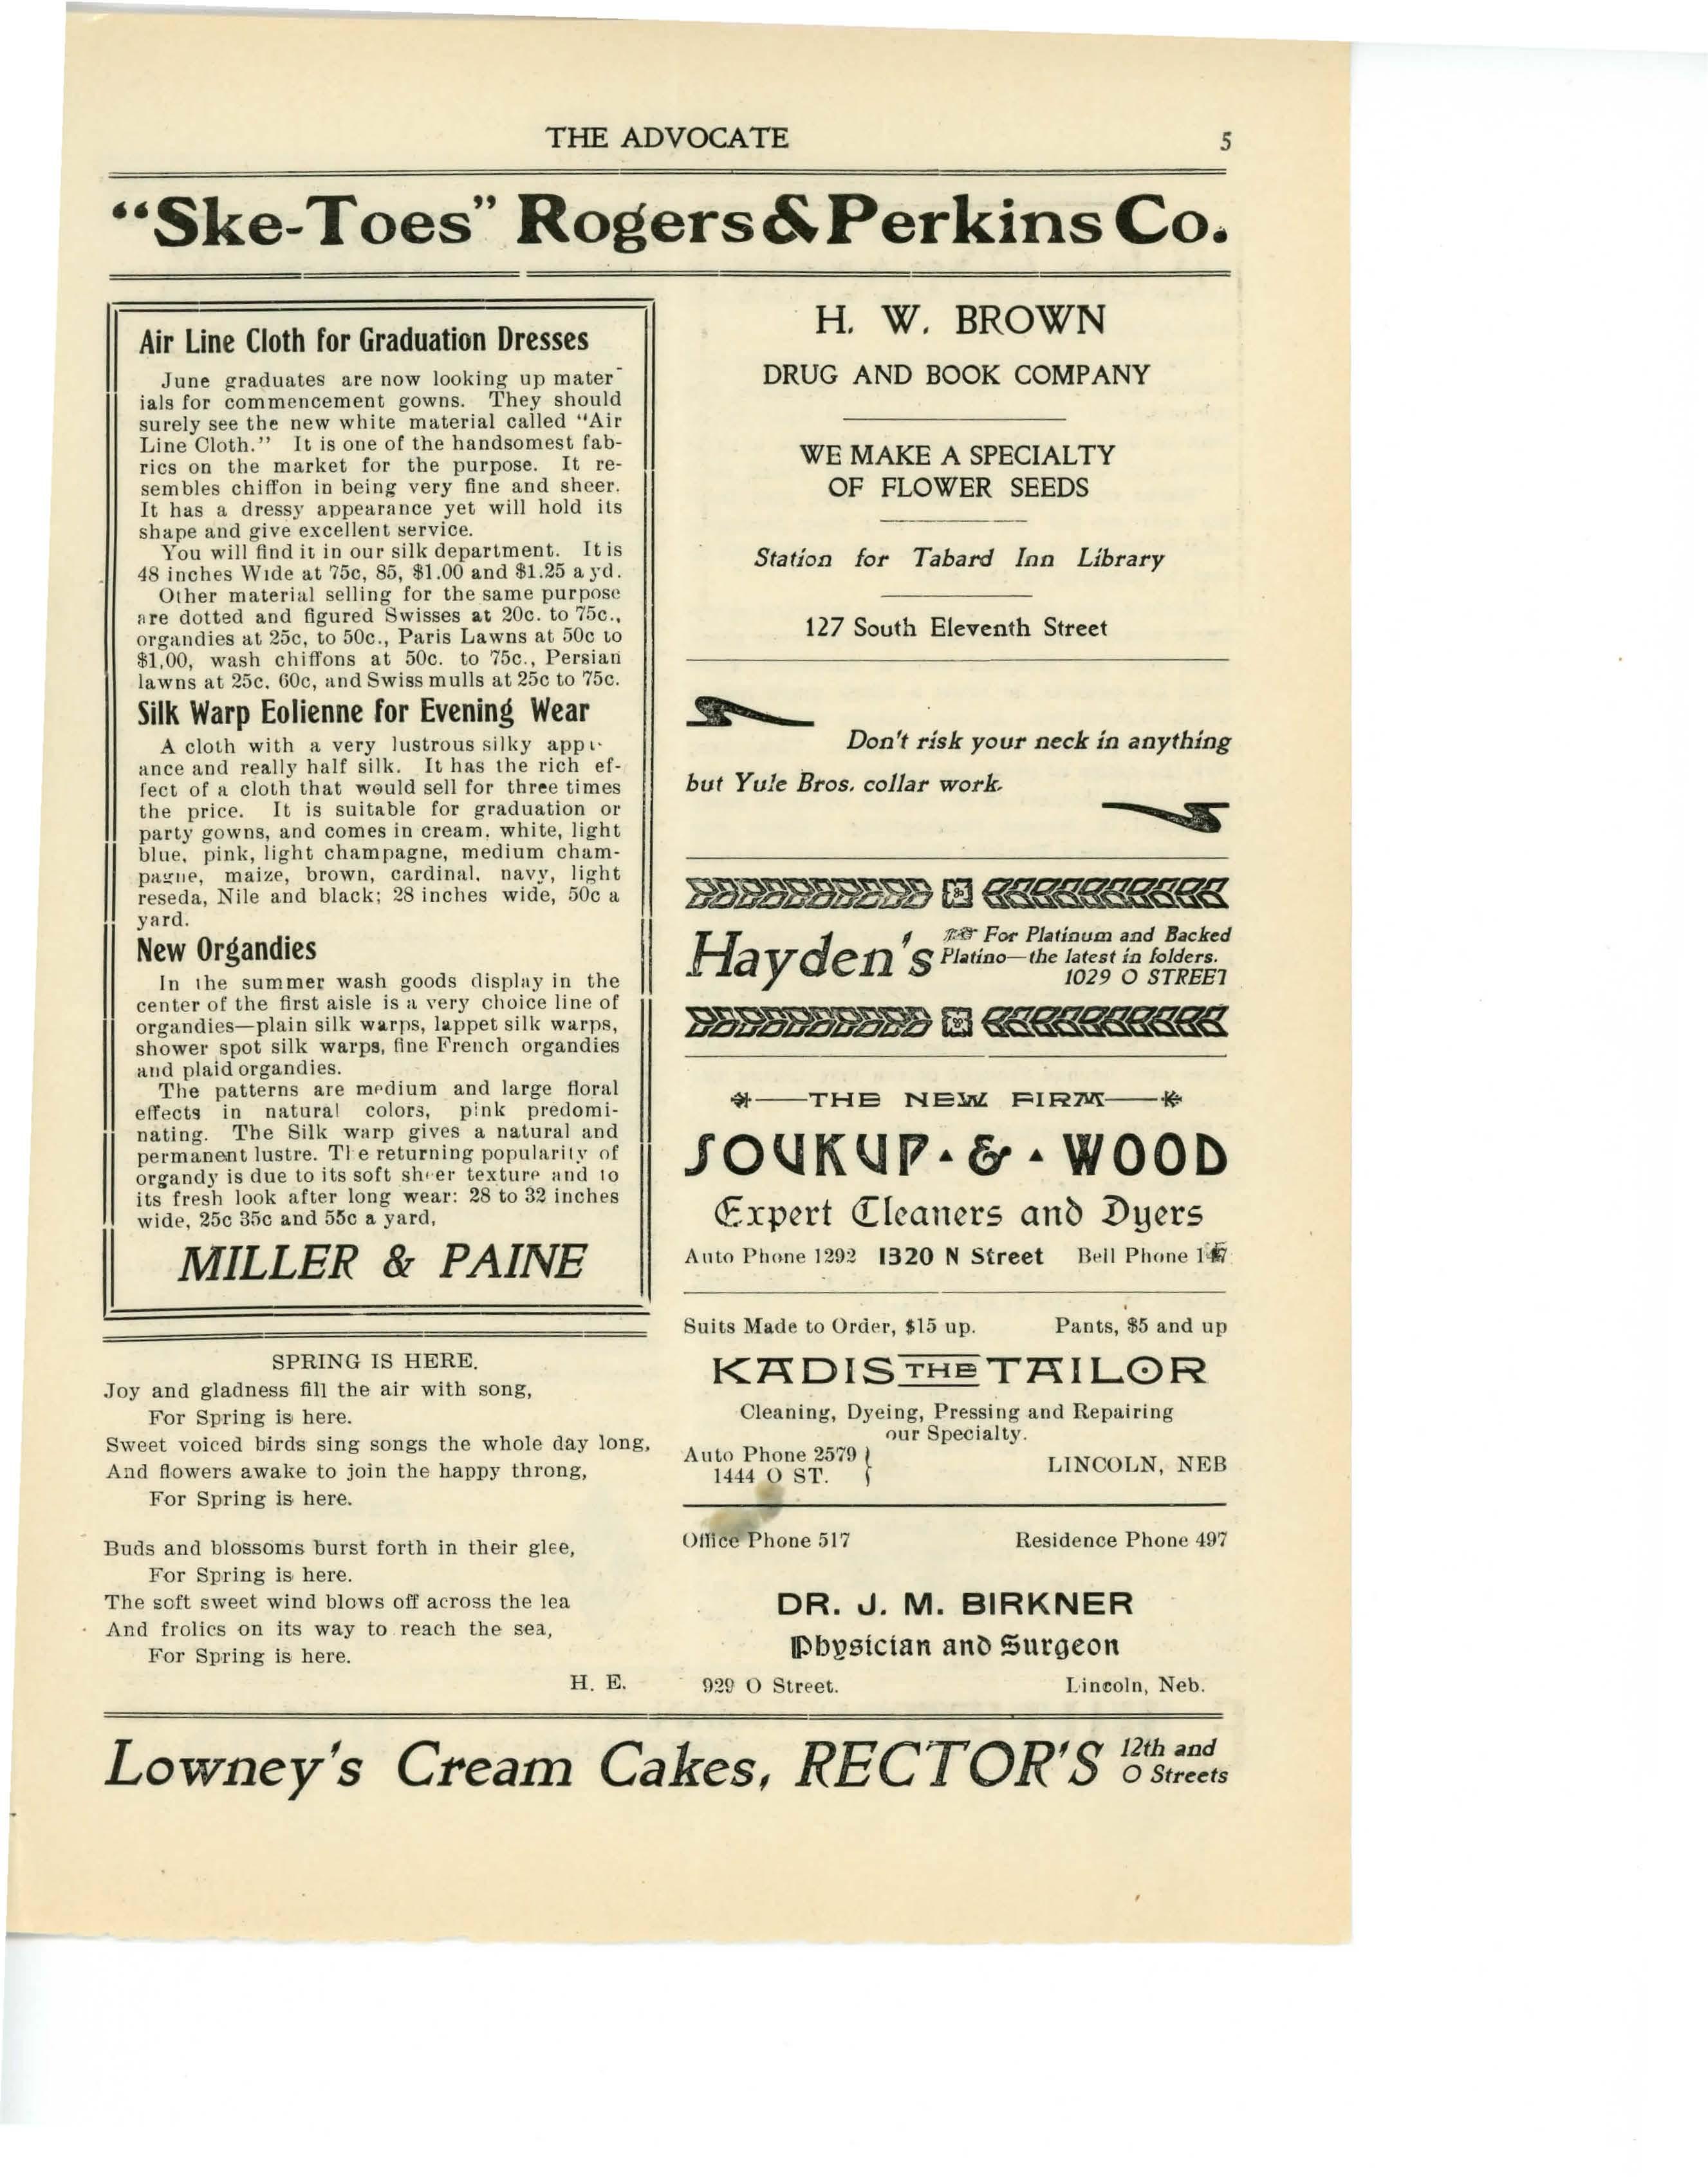 THE ADVOCATE 5
"Ske-Toes" Rogers & Perkins Co.
Air Line Cloth for Graduation Dresses
June graduates are now looking up mater-
ials for commencement gowns. They should
surely see the new white material called "Air
Line Cloth." It is one of the handsomest fab-
rics on the market for the purpose. It re-
sembles chiffon in being very fine and sheer.
It has a dressy appearance yet will hold its
shape and give excellent service.
You will find it in our silk department. It is
48 inches Wide at 75c, 85, $1.00 and $1.25 a yd.
Other material selling for the same purpose
are dotted and figured Swisses at 20c. to 75c.,
organdies at 25c, to 50c., Paris Lawns at 50c to
$1,00, wash chiffons at 50c. to 75c., Persian
lawns at 25c. 60c, and Swiss mulls at 25c to 75c.
Silk Warp Eolienne for Evening Wear
A cloth with a very lustrous silky
ance and really half silk. It has the rich ef-
fect of a cloth that would sell for three times
the price. It is suitable for graduation or
party gowns, and comes in cream, white, light
blue, pink, light champagne, medium cham-
pagne, maize, brown, cardinal, navy, light
reseda, Nile and black; 28 inches wide, 50c a
yard.
New Organdies
In the summer wash goods display in the
center of the first aisle is a very choice line of
organdies—plain silk warps, lappet silk warps,
shower spot silk warps, fine French organdies
and plaid organdies.
The patterns are medium and large floral
effects in natural colors, pink predomi-
nating. The Silk warp gives a natural and
permanent lustre. The returning popularity of
organdy is due to its soft sheer texture and to
its fresh look after long wear: 28 to 32 inches
wide, 25c 35c and 55c a yard,
MILLER & PAINE
SPRING IS HERE.
Joy and gladness fill the air with song,
For Spring is here.
Sweet voiced birds sing songs the whole day long,
And flowers awake to join the happy throng,
For Spring is here.
Buds and blossoms burst forth in their glee,
For Spring is here.
The soft sweet wind blows off across the lea
And frolics on its way to reach the sea,
For Spring is here.
H. E.
H. W. BROWN
DRUG AND BOOK COMPANY
WE MAKE A SPECIALTY
OF FLOWER SEEDS
Station for Tabard Inn Library
127 South Eleventh Street
Don't risk your neck in anything
but Yule Bros. collar work.
Hayden's For Platinum and Backed
Platino—the latest in folders.
1029 O STREET
THE NEW FIRM
SOUKUP & WOOD
Expert Cleaners and Dyers
Auto Phone 1292 1320 N Street Bell Phone
Suits Made to Order, $15 up. Pants, $5 and up
KADIS THE TAILOR
Cleaning, Dyeing, Pressing and Repairing
our Specialty.
Auto Phone 2579
1444 O ST. LINCOLN, NEB
Office Phone 517 Residence Phone 497
DR. J. M. BIRKNER
Physician and Surgeon
929 O Street. Lincoln, Neb.
Lowney's Cream Cakes, RECTOR'S 12th and
O Streets